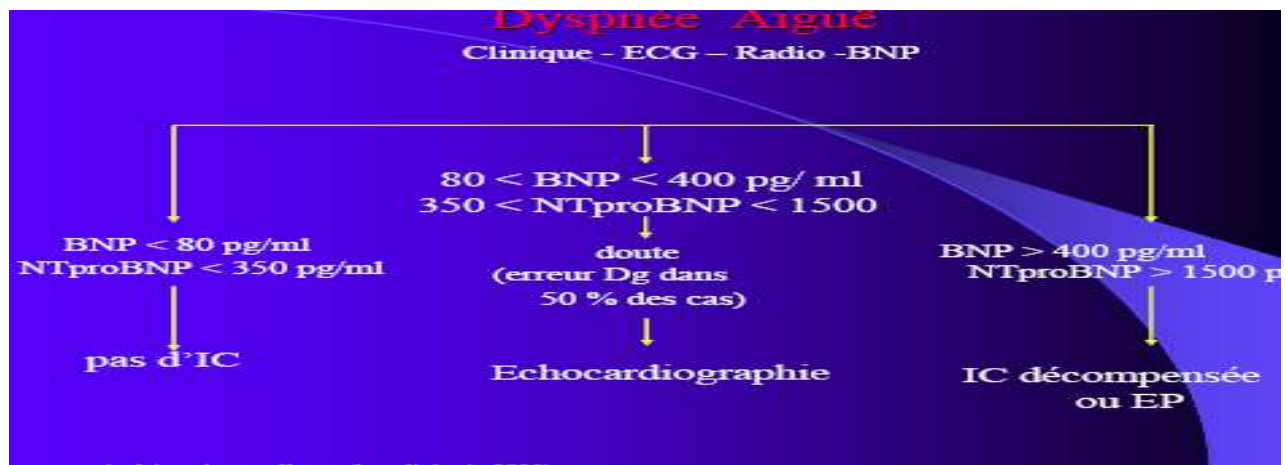 Dyspnée Aiguë
Clinique - ECG – Radio -BNP
80 < BNP < 400 pg/ ml
350 < NTproBNP < 1500
BNP < 80 pg/ml
NTproBNP < 350 pg/ml
doute
(erreur Dg dans
50 % des cas)
BNP > 400 pg/ml
NTproBNP > 1500 p
pas d'IC
Echocardiographie
IC décompensée
ou EP